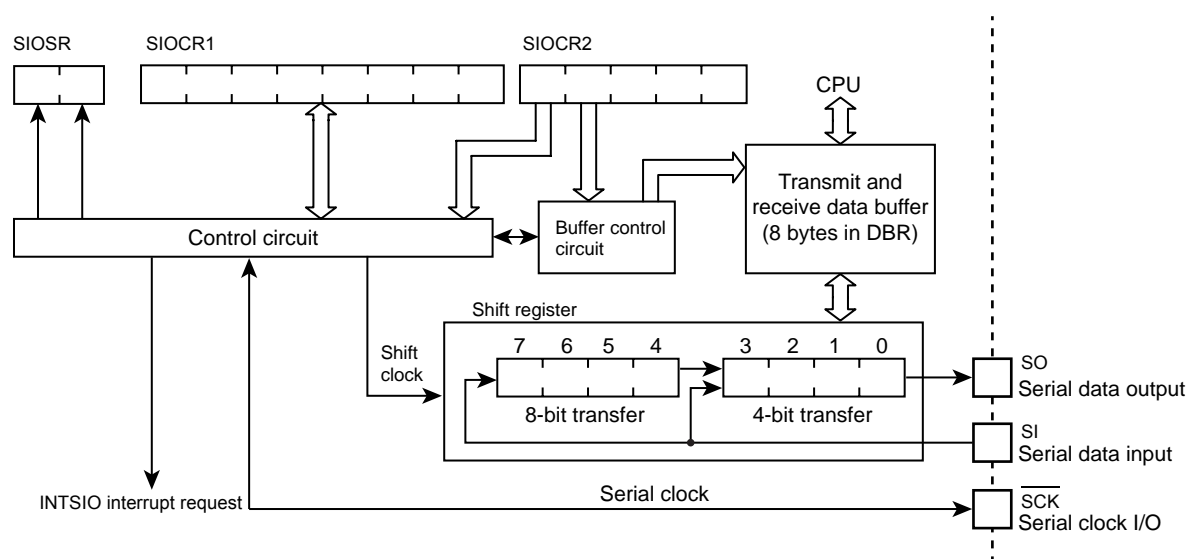 SIOSR
SIOCR1
SIOCR2
CPU
Transmit and
receive data buffer
(8 bytes in DBR)
Control circuit
Buffer control
circuit
Shift register
7 6 5 4 3 2 1 0
Shift
clock
8-bit transfer
4-bit transfer
SO
Serial data output
SI
Serial data input
INTSIO interrupt request
Serial clock
SCK
Serial clock I/O